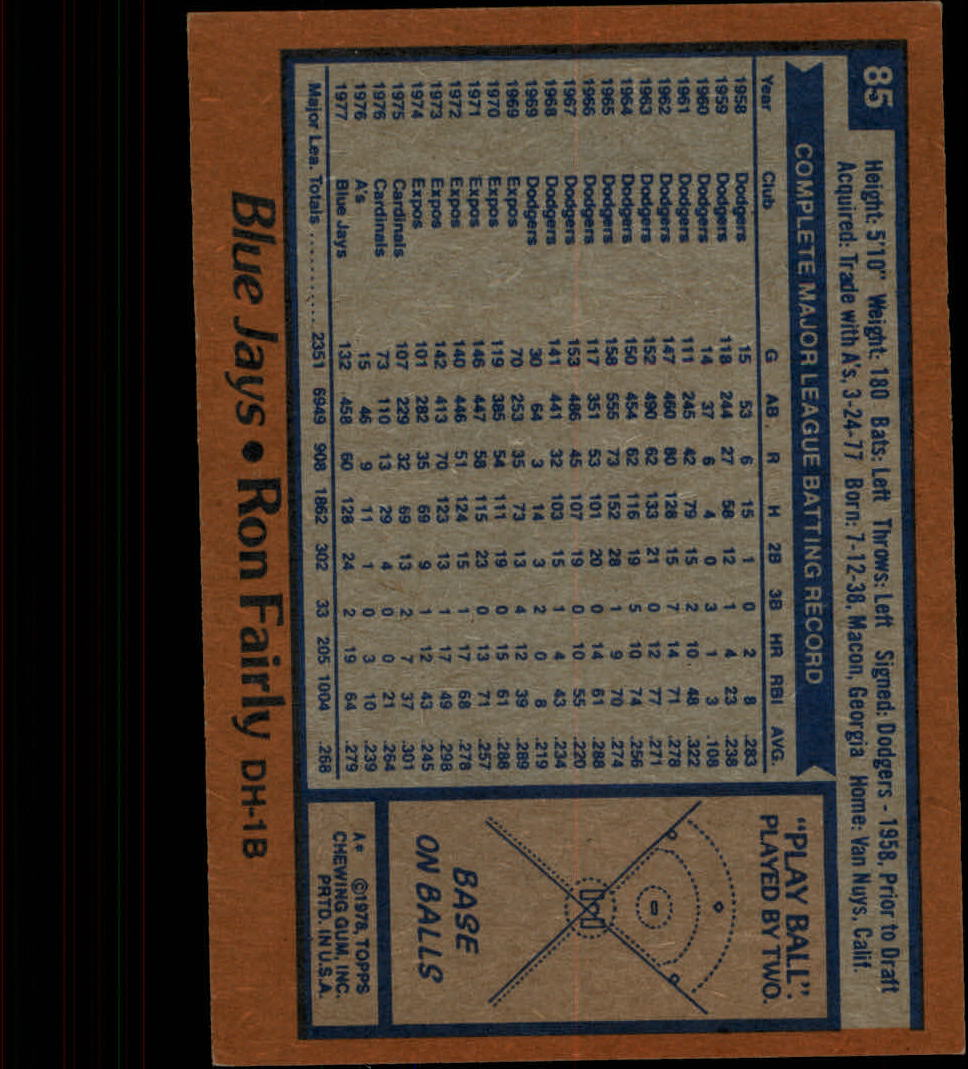 85
Height: 5'10" Weight: 180 Bats: Left Throws: Left Signed: Dodgers - 1958, Prior to Draft
Acquired: Trade with A's, 3-24-77 Born: 7-12-38, Macon, Georgia Home: Van Nuys, Calif.
COMPLETE MAJOR LEAGUE BATTING RECORD
Year Club G AB R H 2B 3B HR RBI AVG.
1958 Dodgers 15 53 6 15 1 0 2 8 .283
1959 Dodgers 118 244 27 58 12 1 4 23 .238
1960 Dodgers 14 37 6 4 0 3 1 3 .108
1961 Dodgers 111 245 42 79 15 2 10 48 .322
1962 Dodgers 147 460 80 128 15 7 14 71 .278
1963 Dodgers 152 490 62 133 21 0 12 77 .271
1964 Dodgers 150 454 62 116 19 5 10 74 .256
1965 Dodgers 158 555 73 152 28 1 9 70 .274
1966 Dodgers 117 351 53 101 20 0 14 61 .288
1967 Dodgers 153 486 45 107 19 0 10 55 .220
1968 Dodgers 141 441 32 103 15 1 4 43 .234
1969 Dodgers 30 64 3 14 3 2 0 8 .219
1969 Expos 70 253 35 73 13 4 12 39 .289
1970 Expos 119 385 54 111 19 0 15 61 .288
1971 Expos 146 447 58 115 23 0 13 71 .257
1972 Expos 140 446 51 124 15 1 17 68 .278
1973 Expos 142 413 70 123 13 1 17 49 .298
1974 Expos 101 282 35 69 9 1 12 43 .245
1975 Cardinals 107 229 32 69 13 2 7 37 .301
1976 Cardinals 73 110 13 29 4 0 0 21 .264
1976 A's 15 46 9 11 1 0 3 10 .239
1977 Blue Jays 132 458 60 128 24 2 19 64 .279
Major Lea. Totals .......... 2351 6949 908 1862 302 33 205 1004 .268
"PLAY BALL".
PLAYED BY TWO.
BASE
ON BALLS
A* ©1978, TOPPS
CHEWING GUM, INC.
PRTD. IN U.S.A.
Blue Jays • Ron Fairly DH-1B